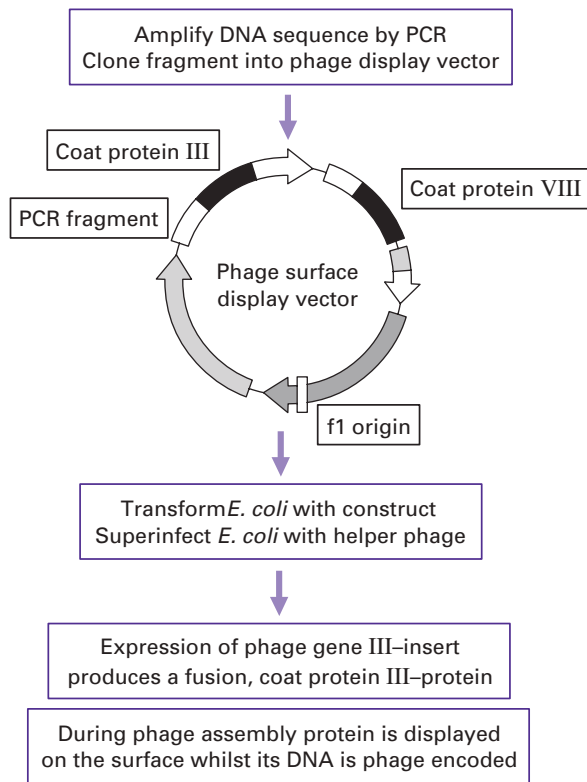 Amplify DNA sequence by PCR
Clone fragment into phage display vector
Coat protein III
Coat protein VIII
PCR fragment
Phage surface
display vector
f1 origin
TransformE. coli with construct
Superinfect E. coli with helper phage
Expression of phage gene III–insert
produces a fusion, coat protein III–protein
During phage assembly protein is displayed
on the surface whilst its DNA is phage encoded